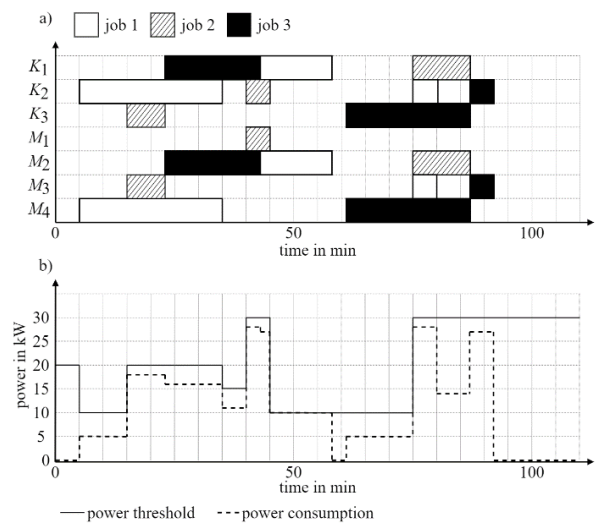 a) job 1 job 2 job 3
K1
K2
K3
M1
M2
M3
M4
0 50 100
time in min
b)
power in kW
30
25
20
15
10
5
0
0 50 100
time in min
power threshold power consumption